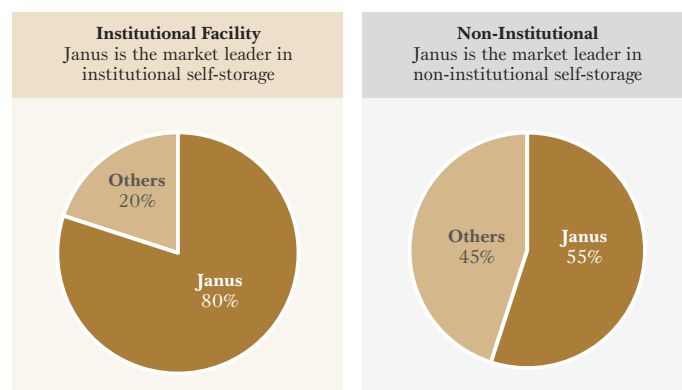 Institutional Facility
Janus is the market leader in
institutional self-storage
Others
20%
Janus
80%
Non-Institutional
Janus is the market leader in
non-institutional self-storage
Others
45%
Janus
55%